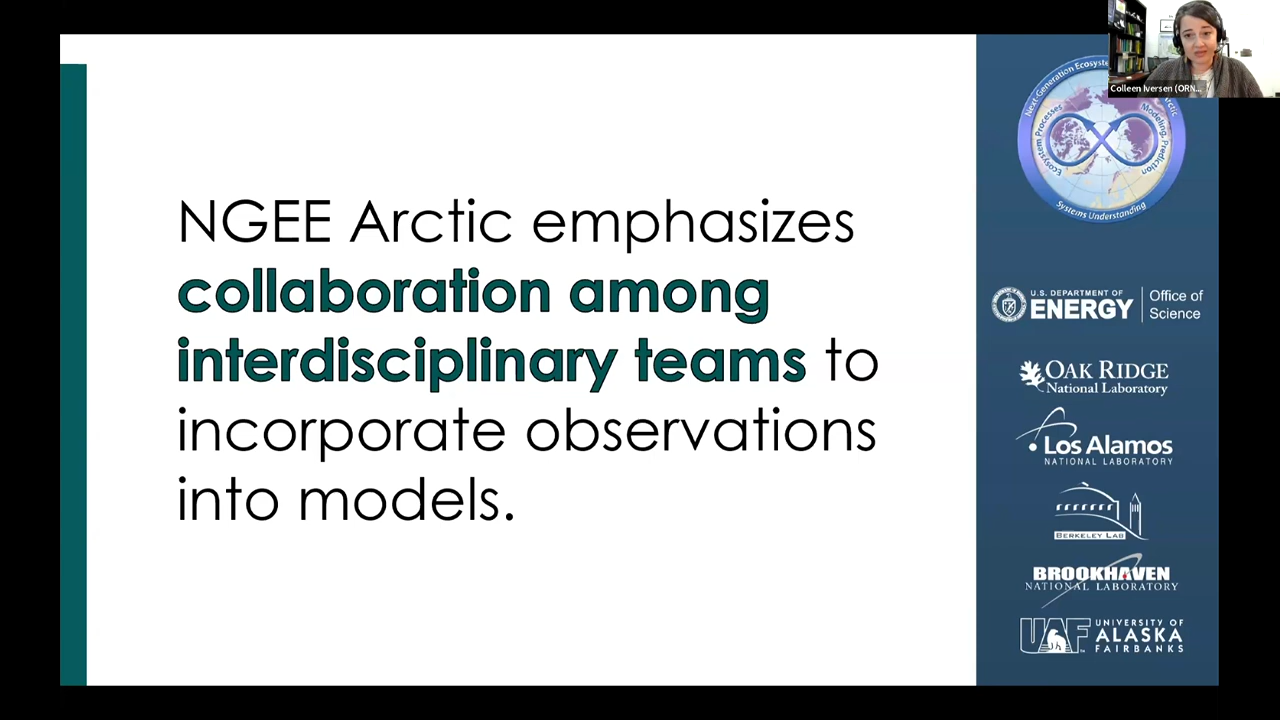 NGEE Arctic emphasizes
collaboration among
interdisciplinary teams to
incorporate observations
into models.
Colleen Iversen (ORN...
Next-Generation Ecosyste
Ecosystem Processes
Modeling, Prediction
Systems Understanding
U.S. DEPARTMENT OF
ENERGY
Office of
Science
OAK RIDGE
National Laboratory
Los Alamos
NATIONAL LABORATORY
BERKELEY LAB
BROOKHAVEN
NATIONAL LABORATORY
UAF
UNIVERSITY OF
ALASKA
FAIRBANKS